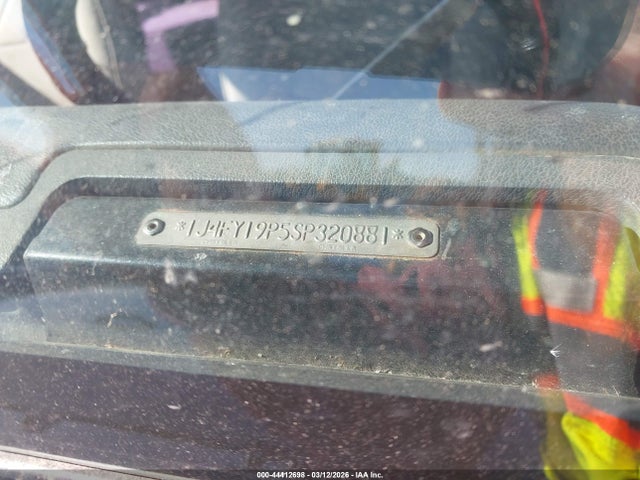 *1J4FY19P5SP320881*
000-44412698 | 03/12/2026 | IAA Inc.